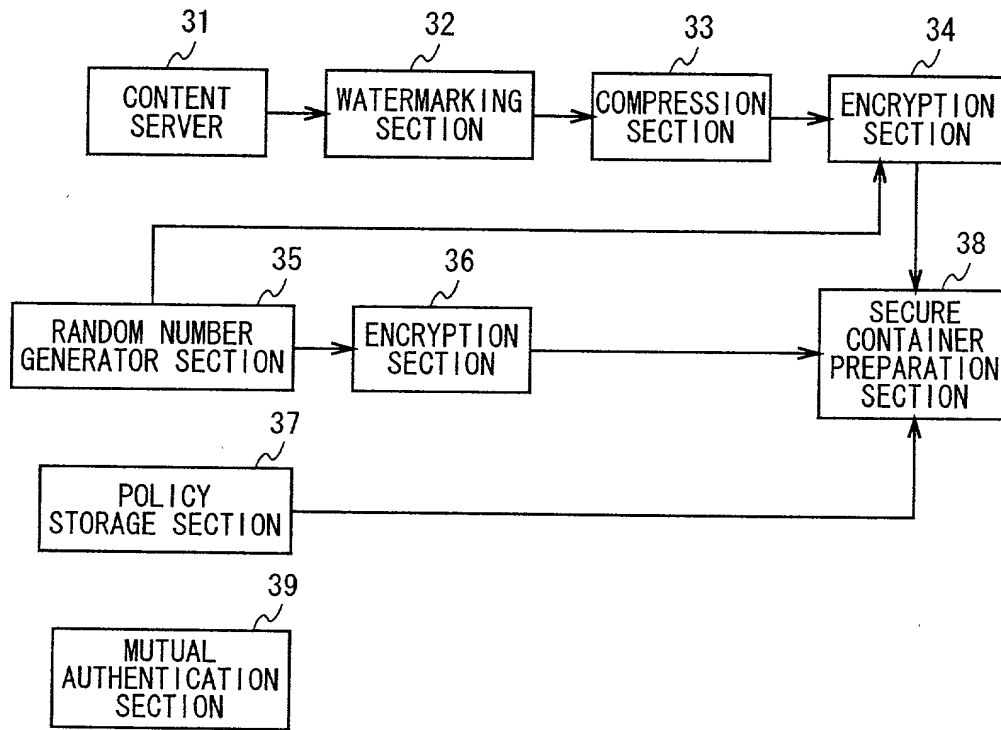 31
32
33
34
CONTENT
SERVER
WATERMARKING
SECTION
COMPRESSION
SECTION
ENCRYPTION
SECTION
35
36
38
RANDOM NUMBER
GENERATOR SECTION
ENCRYPTION
SECTION
SECURE
CONTAINER
PREPARATION
SECTION
37
POLICY
STORAGE SECTION
39
MUTUAL
AUTHENTICATION
SECTION